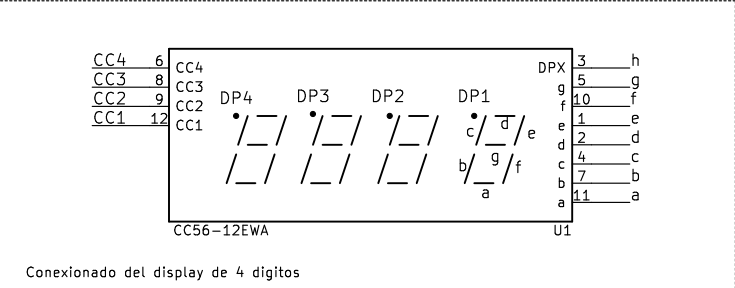 CC4 6 CC4 DPX 3 h
CC3 8 CC3 g 5 g
CC2 9 CC2 f 10 f
CC1 12 CC1 e 1 e
d 2 d
c 4 c
b 7 b
a 11 a
DP4 DP3 DP2 DP1
c d e
b g f
a
CC56-12EWA U1
Conexionado del display de 4 digitos